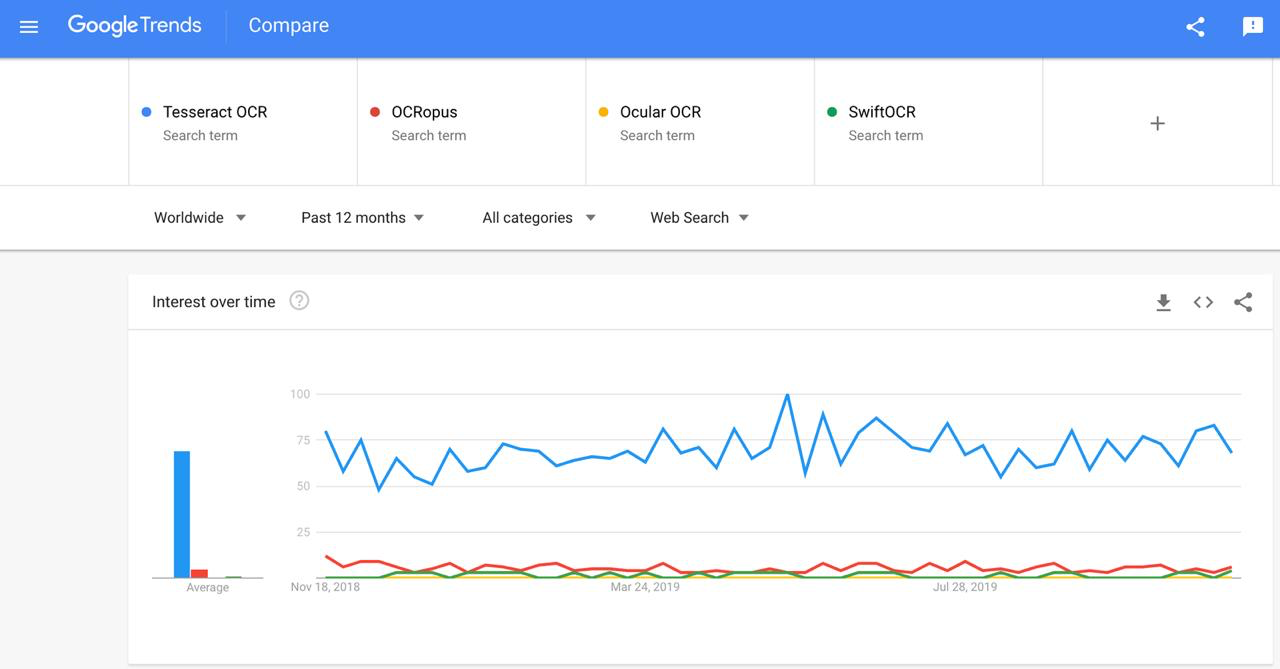 Google Trends Compare
Tesseract OCR OCRopus Ocular OCR SwiftOCR
Search term Search term Search term Search term
+
Worldwide Past 12 months All categories Web Search
Interest over time ?
100
75
50
25
Average Nov 18, 2018 Mar 24, 2019 Jul 28, 2019